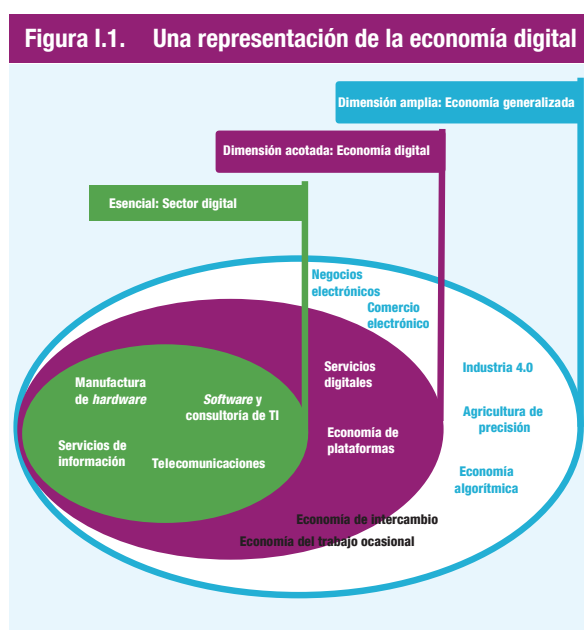 Figura I.1. Una representación de la economía digital
Dimensión amplia: Economía generalizada
Dimensión acotada: Economía digital
Esencial: Sector digital
Negocios
electrónicos
Comercio
electrónico
Servicios
digitales
Industria 4.0
Manufactura
de hardware
Software y
consultoría de TI
Agricultura de
precisión
Economía de
plataformas
Servicios de
información
Telecomunicaciones
Economía
algorítmica
Economía de intercambio
Economía del trabajo ocasional